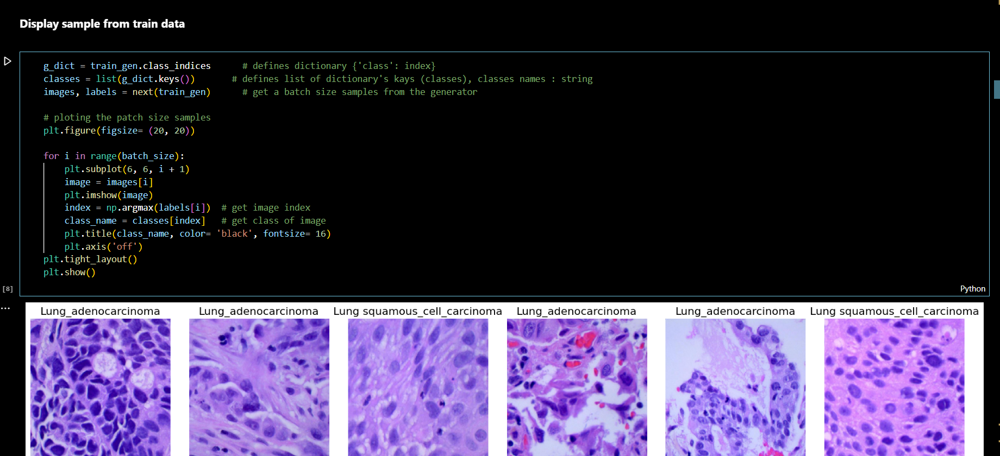 Display sample from train data
g_dict = train_gen.class_indices      # defines dictionary {'class': index}
classes = list(g_dict.keys())       # defines list of dictionary's kays (classes), classes names : string
images, labels = next(train_gen)      # get a batch size samples from the generator
# ploting the patch size samples
plt.figure(figsize= (20, 20))
for i in range(batch_size):
    plt.subplot(6, 6, i + 1)
    image = images[i]
    plt.imshow(image)
    index = np.argmax(labels[i])  # get image index
    class_name = classes[index]   # get class of image
    plt.title(class_name, color= 'black', fontsize= 16)
    plt.axis('off')
plt.tight_layout()
plt.show()
[8]
Python
Lung_adenocarcinoma Lung_adenocarcinoma Lung squamous_cell_carcinoma Lung_adenocarcinoma Lung_adenocarcinoma Lung squamous_cell_carcinoma